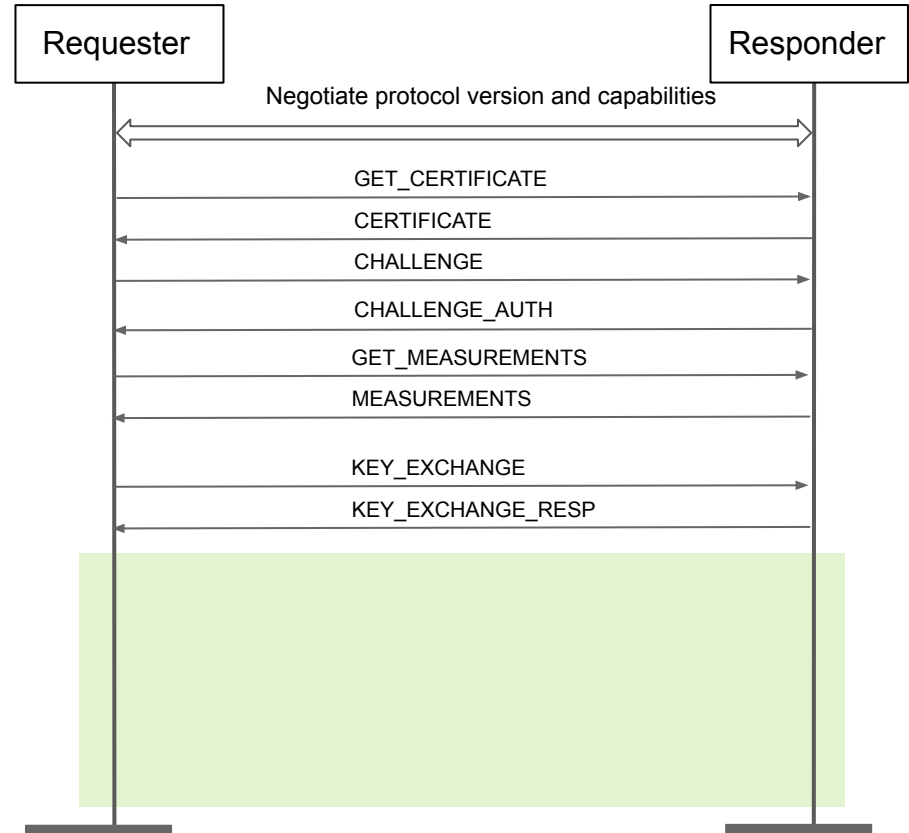 Requester
Responder
Negotiate protocol version and capabilities
GET_CERTIFICATE
CERTIFICATE
CHALLENGE
CHALLENGE_AUTH
GET_MEASUREMENTS
MEASUREMENTS
KEY_EXCHANGE
KEY_EXCHANGE_RESP